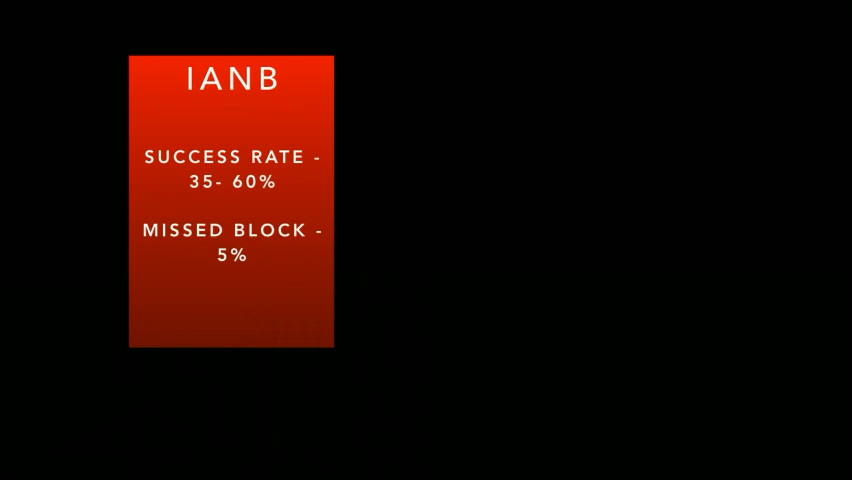 IANB
SUCCESS RATE -
35- 60%
MISSED BLOCK -
5%